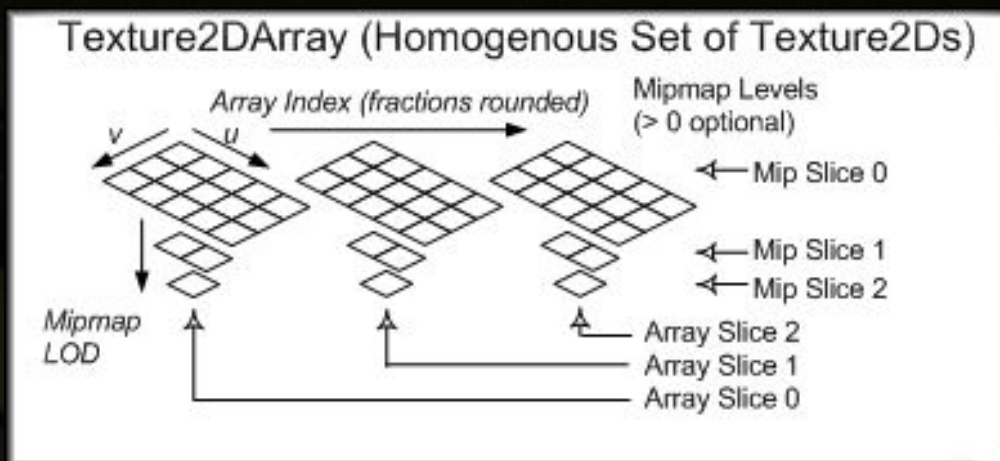 Texture2DArray (Homogenous Set of Texture2Ds)
Array Index (fractions rounded)
Mipmap Levels
(> 0 optional)
v
u
Mip Slice 0
Mip Slice 1
Mip Slice 2
Mipmap
LOD
Array Slice 2
Array Slice 1
Array Slice 0